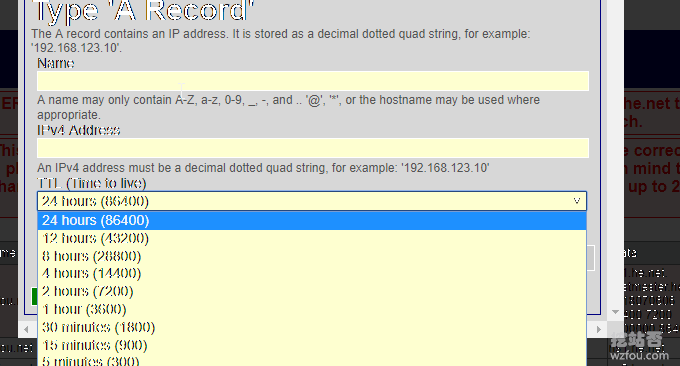 Type 'A Record'
The A record contains an IP address. It is stored as a decimal dotted quad string, for example:
'192.168.123.10'.
Name
A name may only contain A-Z, a-z, 0-9, _, -, and .. '@', '*', or the hostname may be used where
appropriate.
IPv4 Address
An IPv4 address must be a decimal dotted quad string, for example: '192.168.123.10'
TTL (Time to live)
24 hours (86400)
24 hours (86400)
12 hours (43200)
8 hours (28800)
4 hours (14400)
2 hours (7200)
1 hour (3600)
30 minutes (1800)
15 minutes (900)
5 minutes (300)
he.net t
ch.
e correc
n mind t
up to 2
挖站否
wzfou.com